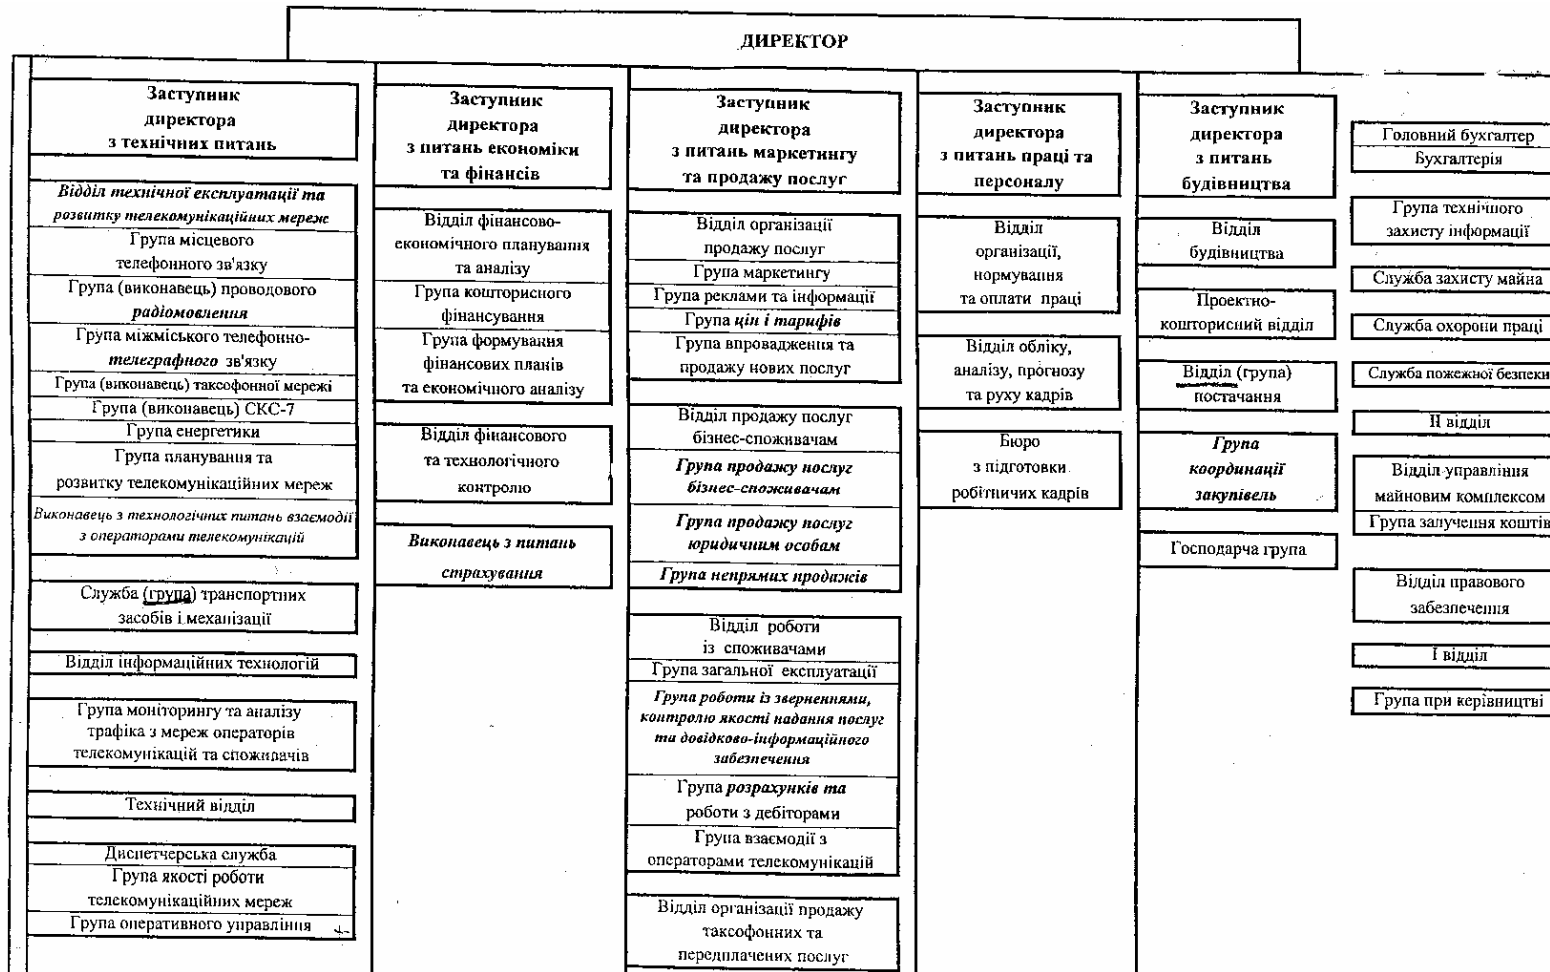 ДИРЕКТОР
Заступник
директора
з технічних питань
Відділ технічної експлуатації та
розвитку телекомунікаційних мереж
Група місцевого
телефонного зв'язку
Група (виконавець) проводового
радіомовлення
Група міжміського телефонно-
телеграфного зв'язку
Група (виконавець) таксофонної мережі
Група (виконавець) СКС-7
Група енергетики
Група планування та
розвитку телекомунікаційних мереж
Виконавець з технологічних питань взаємодії
з операторами телекомунікацій
Служба (група) транспортних
засобів і механізації
Відділ інформаційних технологій
Група моніторингу та аналізу
трафіка з мереж операторів
телекомунікацій та споживачів
Технічний відділ
Диспетчерська служба
Група якості роботи
телекомунікаційних мереж
Група оперативного управління
Заступник
директора
з питань економіки
та фінансів
Відділ фінансово-
економічного планування
та аналізу
Група кошторисного
фінансування
Група формування
фінансових планів
та економічного аналізу
Відділ фінансового
та технологічного
контролю
Виконавець з питань
страхування
Заступник
директора
з питань маркетингу
та продажу послуг
Відділ організації
продажу послуг
Група маркетингу
Група реклами та інформації
Група цін і тарифів
Група впровадження та
продажу нових послуг
Відділ продажу послуг
бізнес-споживачам
Група продажу послуг
бізнес-споживачам
Група продажу послуг
юридичним особам
Група непрямих продажів
Відділ роботи
із споживачами
Група загальної експлуатації
Група роботи із зверненнями,
контролю якості надання послуг
та довідково-інформаційного
забезпечення
Група розрахунків та
роботи з дебіторами
Група взаємодії з
операторами телекомунікацій
Відділ організації продажу
таксофонних та
передплачених послуг
Заступник
директора
з питань праці та
персоналу
Відділ
організації,
нормування
та оплати праці
Відділ обліку,
аналізу, прогнозу
та руху кадрів
Бюро
з підготовки
робітничих кадрів
Заступник
директора
з питань
будівництва
Відділ
будівництва
Проектно-
кошторисний відділ
Відділ (група)
постачання
Група
координації
закупівель
Господарча група
Головний бухгалтер
Бухгалтерія
Група технічного
захисту інформації
Служба захисту майна
Служба охорони праці
Служба пожежної безпеки
ІІ відділ
Відділ управління
майновим комплексом
Група залучення коштів
Відділ правового
забезпечення
І відділ
Група при керівництві